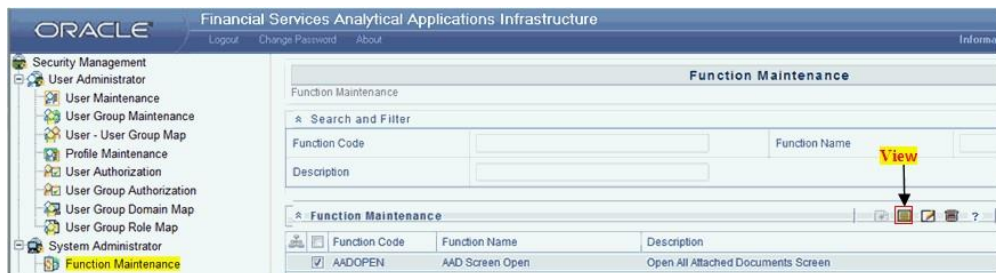 ORACLE
Financial Services Analytical Applications Infrastructure
Logout Change Password About
Security Management
User Administrator
User Maintenance
User Group Maintenance
User - User Group Map
Profile Maintenance
User Authorization
User Group Authorization
User Group Domain Map
User Group Role Map
System Administrator
Function Maintenance
Function Maintenance
Function Maintenance
Search and Filter
Function Code Function Name
Description
View
Function Maintenance ?
Function Code Function Name Description
AADOPEN AAD Screen Open Open All Attached Documents Screen